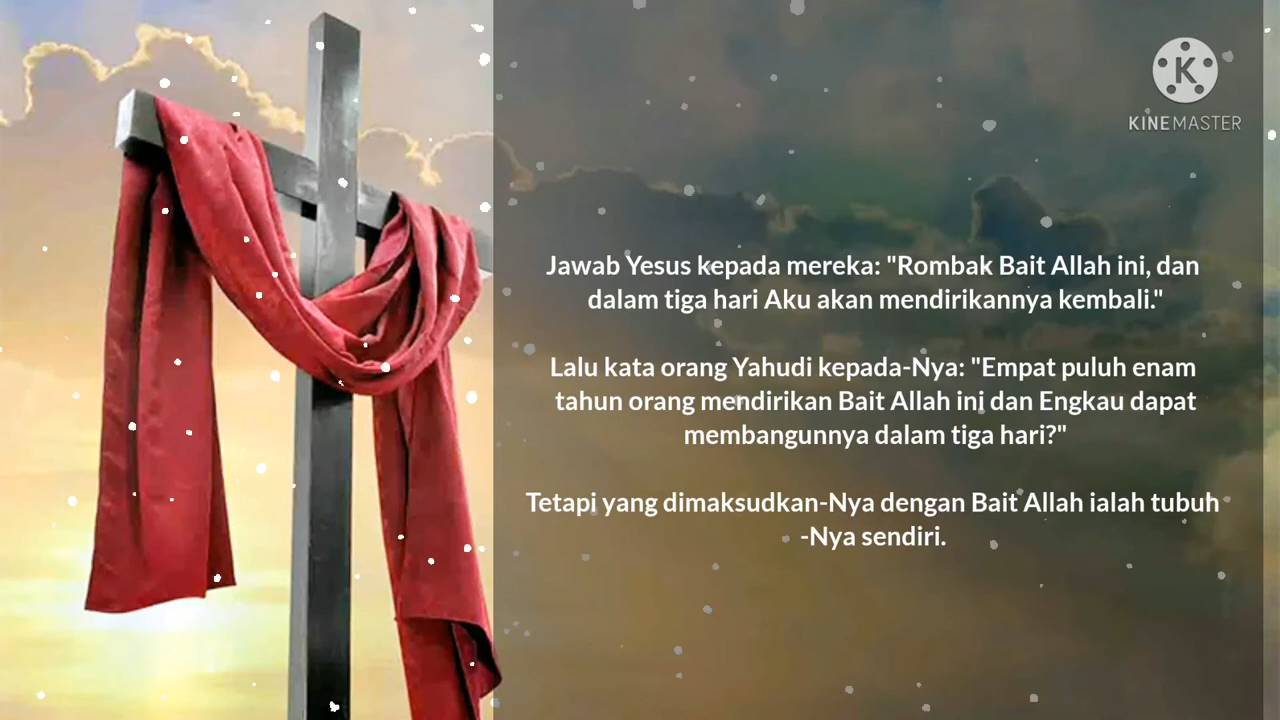 KINEMASTER
Jawab Yesus kepada mereka: "Rombak Bait Allah ini, dan
dalam tiga hari Aku akan mendirikannya kembali."
Lalu kata orang Yahudi kepada-Nya: "Empat puluh enam
tahun orang mendirikan Bait Allah ini dan Engkau dapat
membangunnya dalam tiga hari?"
Tetapi yang dimaksudkan-Nya dengan Bait Allah ialah tubuh
-Nya sendiri.